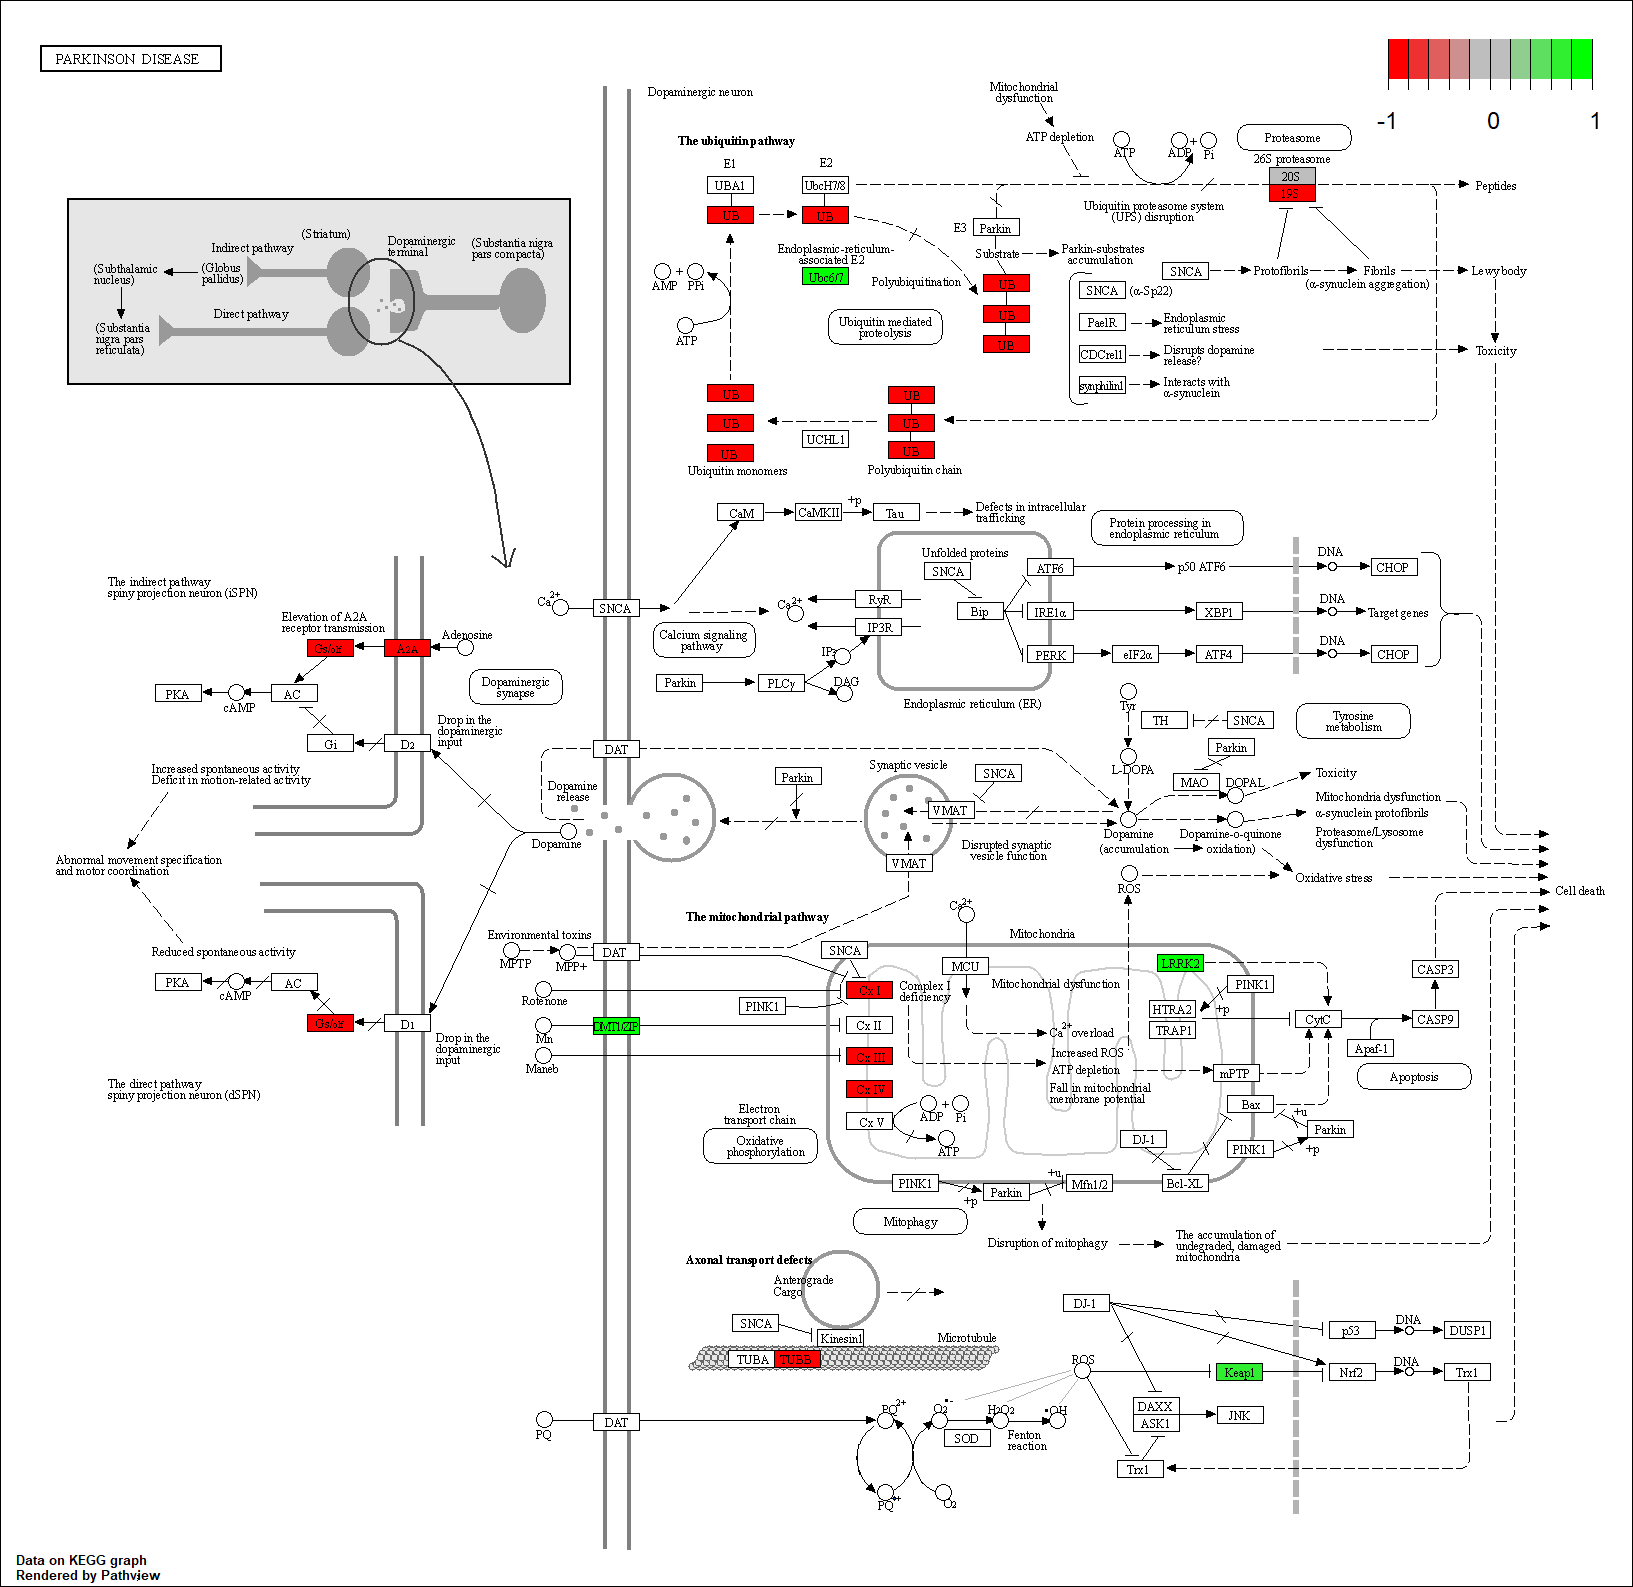 PARKINSON DISEASE
-1
0
1
Dopaminergic neuron
Mitochondrial
dysfunction
ATP depletion
ATP
ADP
+
Pi
Proteasome
26S proteasome
20S
19S
Peptides
The ubiquitin pathway
E1
E2
UBA1
UbcH7/8
UB
UB
Ubiquitin proteasome system
(UPS) disruption
E3
Parkin
Substrate
Parkin-substrates
accumulation
Endoplasmic-reticulum-
associated E2
Ubc6/7
Polyubiquitination
UB
UB
UB
AMP
+
PPi
ATP
Ubiquitin mediated
proteolysis
SNCA
Protofibrils
Fibrils
(α-synuclein aggregation)
Lewy body
SNCA
(α-Sp22)
PaelR
Endoplasmic
reticulum stress
CDCrel1
Disrupts dopamine
release?
synphilin1
Interacts with
α-synuclein
Toxicity
UB
UB
UB
Ubiquitin monomers
UCHL1
UB
UB
UB
Polyubiquitin chain
(Striatum)
Indirect pathway
(Subthalamic
nucleus)
(Globus
pallidus)
Dopaminergic
terminal
(Substantia nigra
pars compacta)
Direct pathway
(Substantia
nigra pars
reticulata)
CaM
CaMKII
+p
Tau
Defects in intracellular
trafficking
Protein processing in
endoplasmic reticulum
Unfolded proteins
SNCA
Bip
ATF6
p50 ATF6
DNA
CHOP
IRE1α
XBP1
DNA
Target genes
PERK
eIF2α
ATF4
DNA
CHOP
Ca2+
SNCA
Ca2+
RyR
IP3R
Calcium signaling
pathway
IP3
DAG
Parkin
PLCγ
Endoplasmic reticulum (ER)
The indirect pathway
spiny projection neuron (iSPN)
Elevation of A2A
receptor transmission
Gs/olf
A2A
Adenosine
PKA
cAMP
AC
Gi
D2
Drop in the
dopaminergic
input
Dopaminergic
synapse
Increased spontaneous activity
Deficit in motion-related activity
Abnormal movement specification
and motor coordination
Reduced spontaneous activity
PKA
cAMP
AC
Gs/olf
D1
Drop in the
dopaminergic
input
The direct pathway
spiny projection neuron (dSPN)
DAT
Dopamine
release
Dopamine
Parkin
Synaptic vesicle
SNCA
VMAT
VMAT
Disrupted synaptic
vesicle function
Tyr
TH
SNCA
Tyrosine
metabolism
L-DOPA
Parkin
MAO
DOPAL
Toxicity
Dopamine
(accumulation
Dopamine-o-quinone
oxidation)
Mitochondria dysfunction
α-synuclein protofibrils
Proteasome/Lysosome
dysfunction
ROS
Oxidative stress
Cell death
The mitochondrial pathway
Environmental toxins
MPTP
MPP+
DAT
Rotenone
Mn
DMT1/ZIP
Maneb
SNCA
PINK1
Cx I
Cx II
Cx III
Cx IV
Cx V
Complex I
deficiency
Ca2+
MCU
Mitochondria
Mitochondrial dysfunction
Ca2+ overload
Increased ROS
ATP depletion
Fall in mitochondrial
membrane potential
ADP
+
Pi
ATP
Electron
transport chain
Oxidative
phosphorylation
LRRK2
PINK1
HTRA2
+p
TRAP1
CytC
mPTP
Bax
CASP3
CASP9
Apaf-1
Apoptosis
+u
Parkin
PINK1
+p
DJ-1
Bcl-XL
PINK1
+p
Parkin
+u
Mfn1/2
Mitophagy
Disruption of mitophagy
The accumulation of
undegraded, damaged
mitochondria
Axonal transport defects
Anterograde
Cargo
SNCA
Kinesin1
Microtubule
TUBA
TUBB
DJ-1
p53
DNA
DUSP1
ROS
Keap1
Nrf2
DNA
Trx1
DAXX
ASK1
JNK
Trx1
PQ
DAT
PQ2+
O2•-
H2O2
•OH
SOD
Fenton
reaction
PQ•+
O2
Data on KEGG graph
Rendered by Pathview